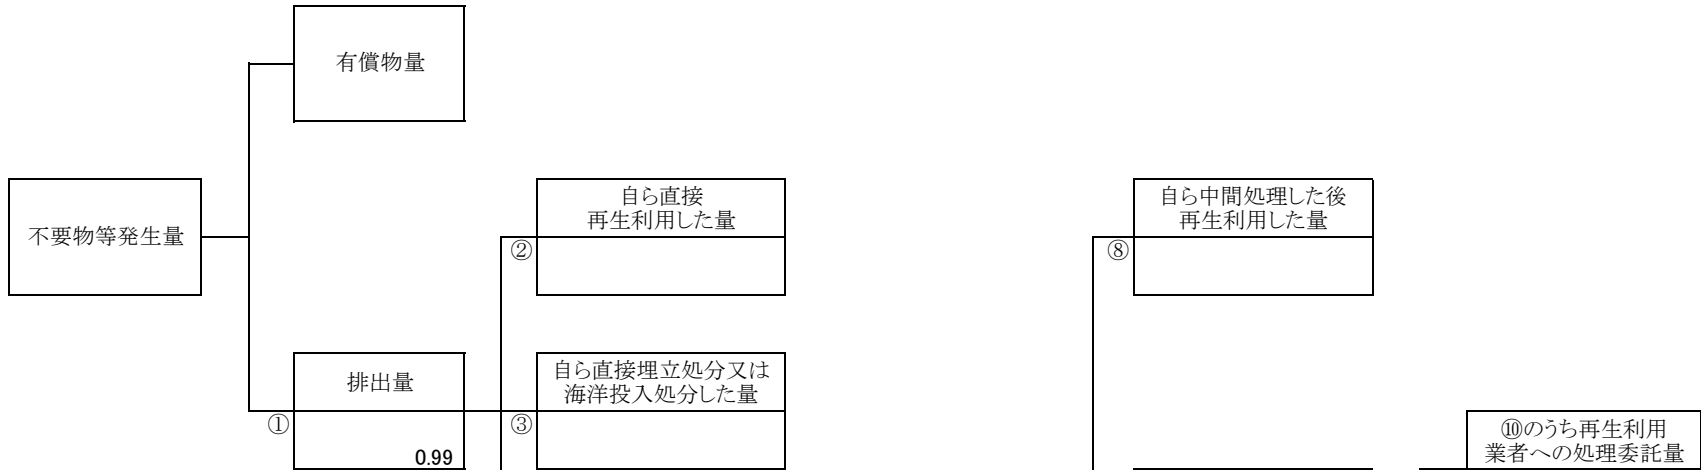 有償物量
不要物等発生量
自ら直接
再生利用した量
②
自ら中間処理した後
再生利用した量
⑧
排出量
①
0.99
自ら直接埋立処分又は
海洋投入処分した量
③
⑩のうち再生利用
業者への処理委託量